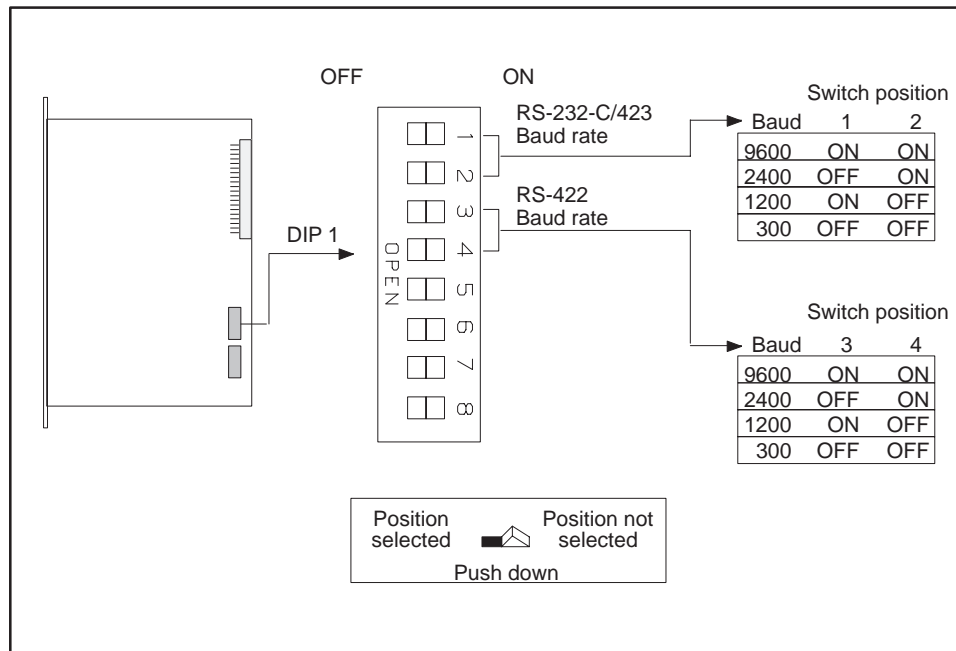 OFF ON
DIP 1
OPEN
1
2
3
4
5
6
7
8
RS-232-C/423
Baud rate
RS-422
Baud rate
Switch position
Baud 1 2
9600 ON ON
2400 OFF ON
1200 ON OFF
300 OFF OFF
Switch position
Baud 3 4
9600 ON ON
2400 OFF ON
1200 ON OFF
300 OFF OFF
Position
selected
Position not
selected
Push down